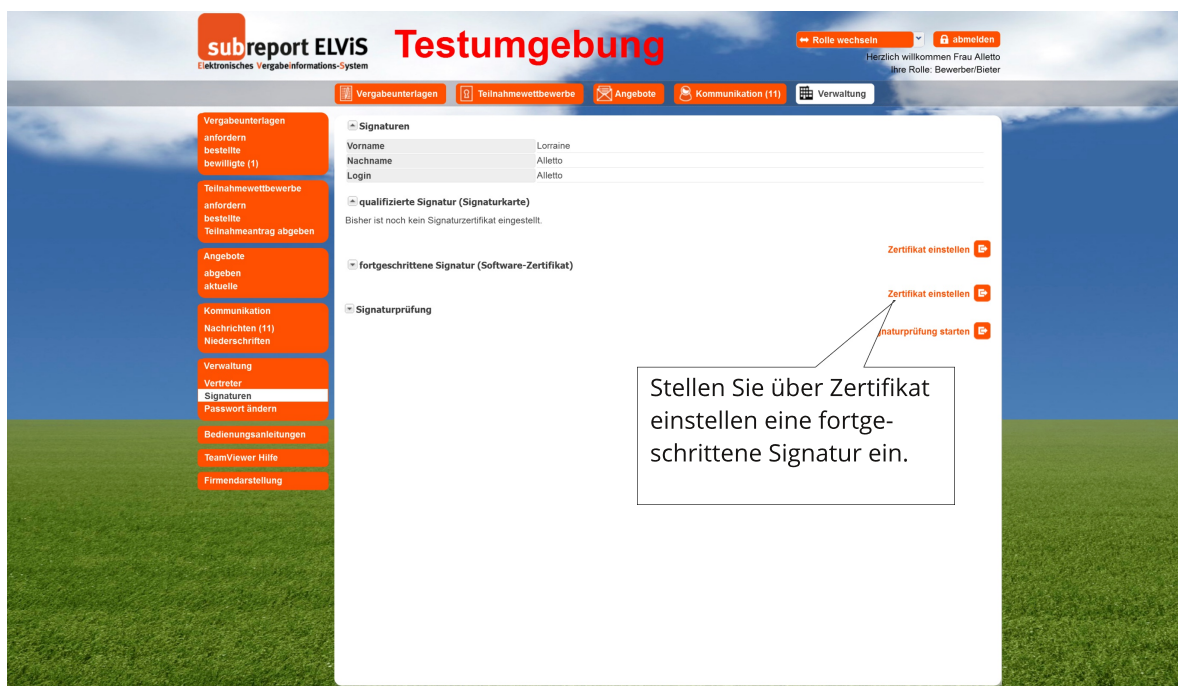 subreport ELViS
Elektronisches Vergabeinformations-System
Testumgebung
Rolle wechseln
abmelden
Herzlich willkommen Frau Alletto
Ihre Rolle: Bewerber/Bieter
Vergabeunterlagen
Teilnahmewettbewerbe
Angebote
Kommunikation (11)
Verwaltung
Vergabeunterlagen
anfordern
bestellte
bewilligte (1)
Teilnahmewettbewerbe
anfordern
bestellte
Teilnahmeantrag abgeben
Angebote
abgeben
aktuelle
Kommunikation
Nachrichten (11)
Niederschriften
Verwaltung
Vertreter
Signaturen
Passwort ändern
Bedienungsanleitungen
TeamViewer Hilfe
Firmendarstellung
Signaturen
Vorname Lorraine
Nachname Alletto
Login Alletto
qualifizierte Signatur (Signaturkarte)
Bisher ist noch kein Signaturzertifikat eingestellt.
Zertifikat einstellen
fortgeschrittene Signatur (Software-Zertifikat)
Zertifikat einstellen
Signaturprüfung
gnaturprüfung starten
Stellen Sie über Zertifikat
einstellen eine fortge-
schrittene Signatur ein.